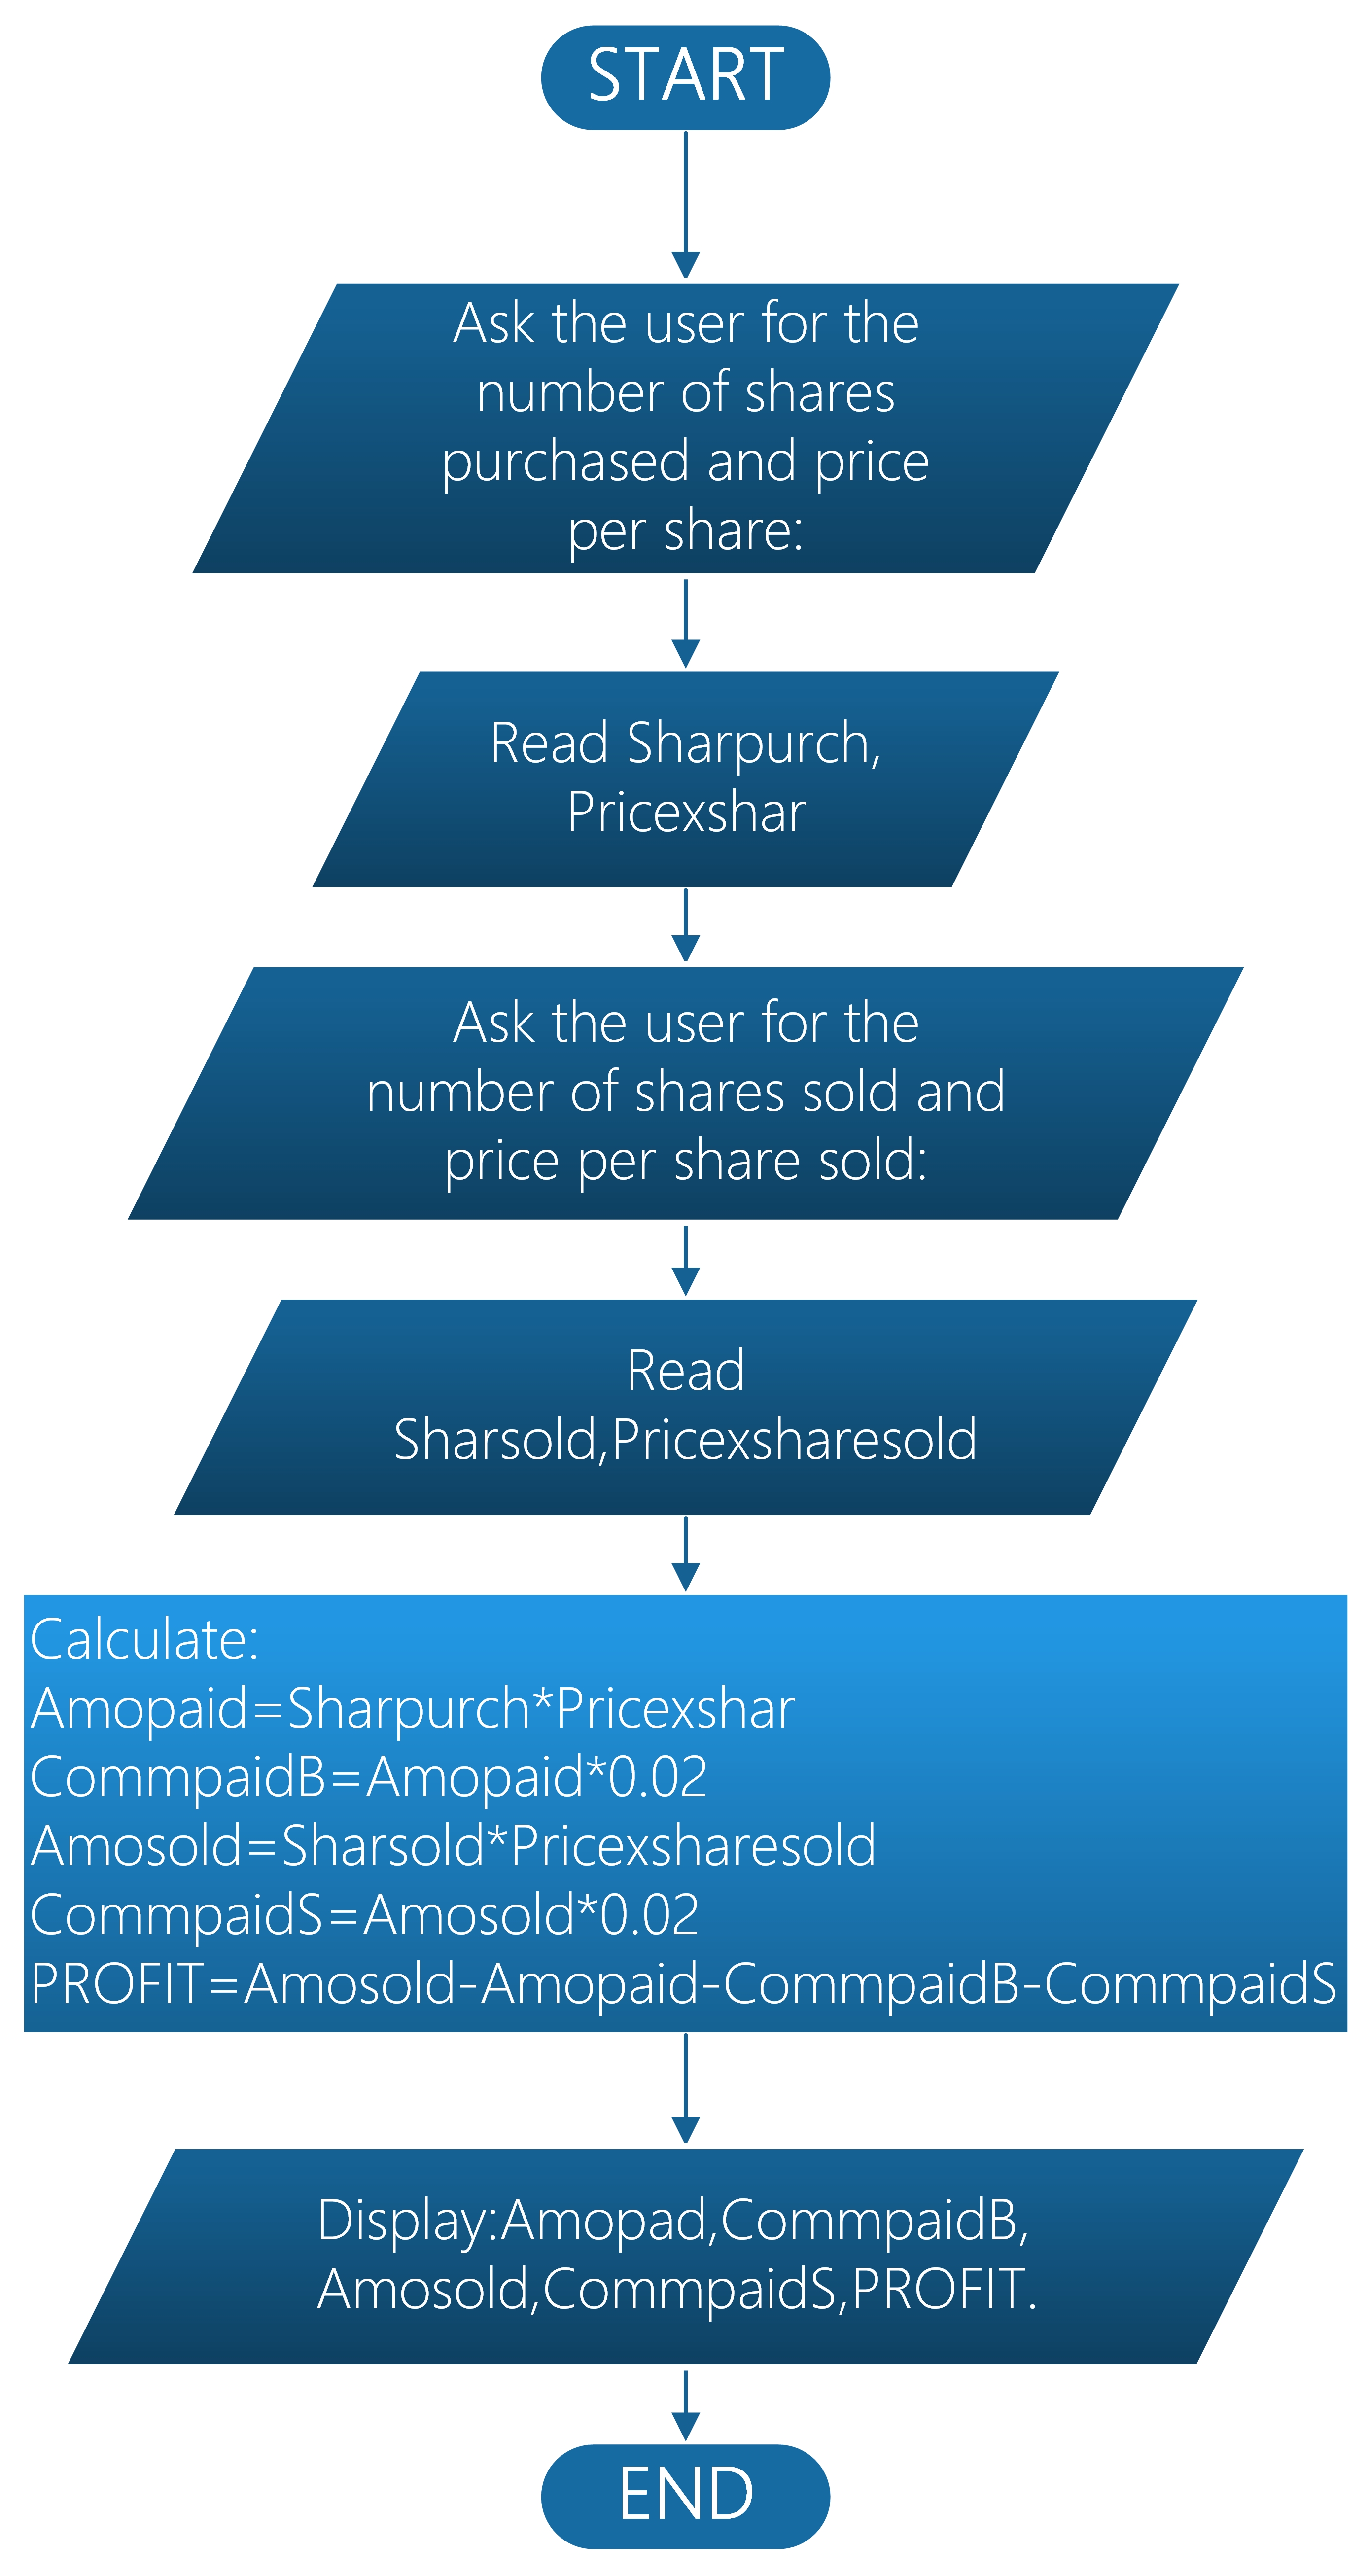 START
Ask the user for the
number of shares
purchased and price
per share:
Read Sharpurch,
Pricexshar
Ask the user for the
number of shares sold and
price per share sold:
Read
Sharsold,Pricexsharesold
Calculate:
Amopaid=Sharpurch*Pricexshar
CommpaidB=Amopaid*0.02
Amosold=Sharsold*Pricexsharesold
CommpaidS=Amosold*0.02
PROFIT=Amosold-Amopaid-CommpaidB-CommpaidS
Display:Amopad,CommpaidB,
Amosold,CommpaidS,PROFIT.
END